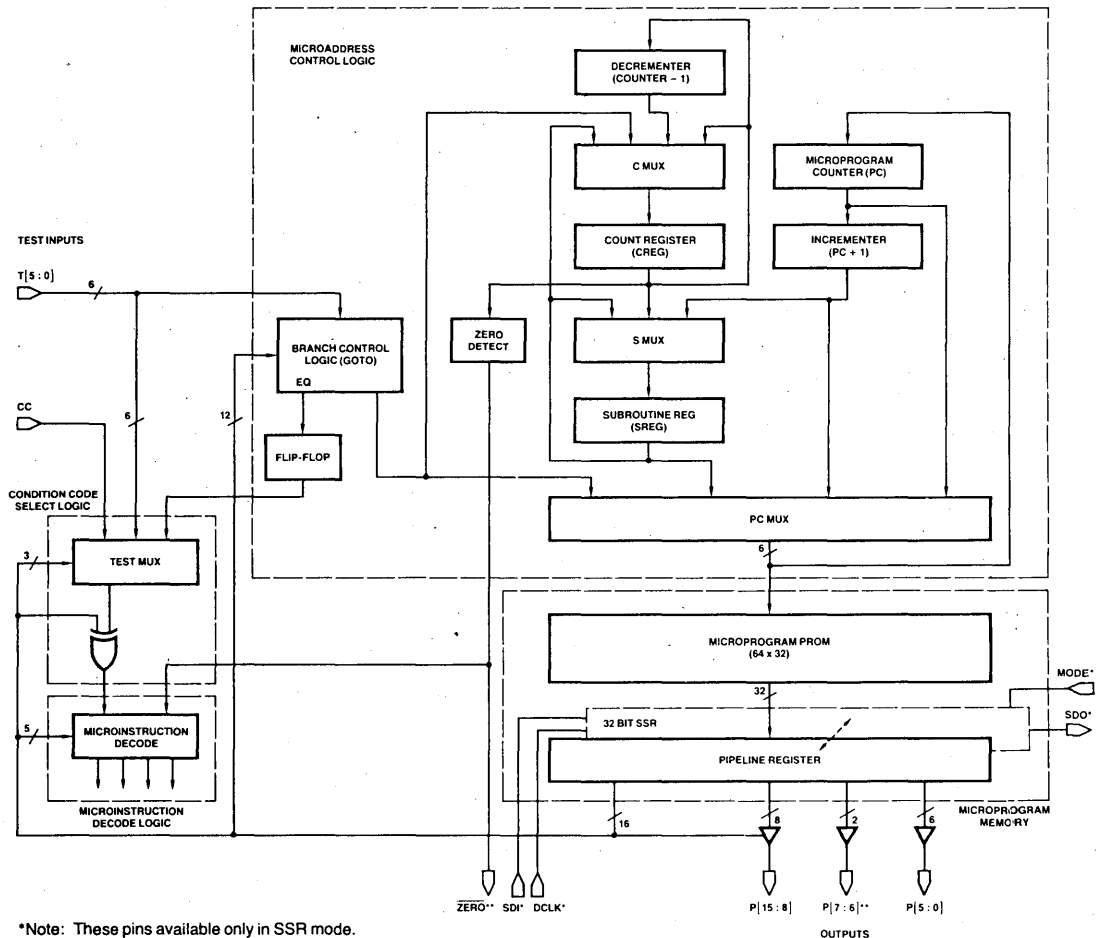 MICROADDRESS
CONTROL LOGIC
DECREMENTER
(COUNTER – 1)
C MUX
MICROPROGRAM
COUNTER (PC)
COUNT REGISTER
(CREG)
INCREMENTER
(PC + 1)
TEST INPUTS
T[5 : 0]
6
BRANCH CONTROL
LOGIC (GOTO)
EQ
ZERO
DETECT
S MUX
SUBROUTINE REG
(SREG)
CC
6
12
FLIP-FLOP
CONDITION CODE
SELECT LOGIC
PC MUX
6
3
TEST MUX
MICROPROGRAM PROM
(64 x 32)
32
MODE*
SDO*
5
MICROINSTRUCTION
DECODE
32 BIT SSR
PIPELINE REGISTER
MICROINSTRUCTION
DECODE LOGIC
MICROPROGRAM
MEMORY
16
8
2
6
ZERO**
SDI*
DCLK*
P[15 : 8]
P[7 : 6]**
P[5 : 0]
OUTPUTS
*Note: These pins available only in SSR mode.